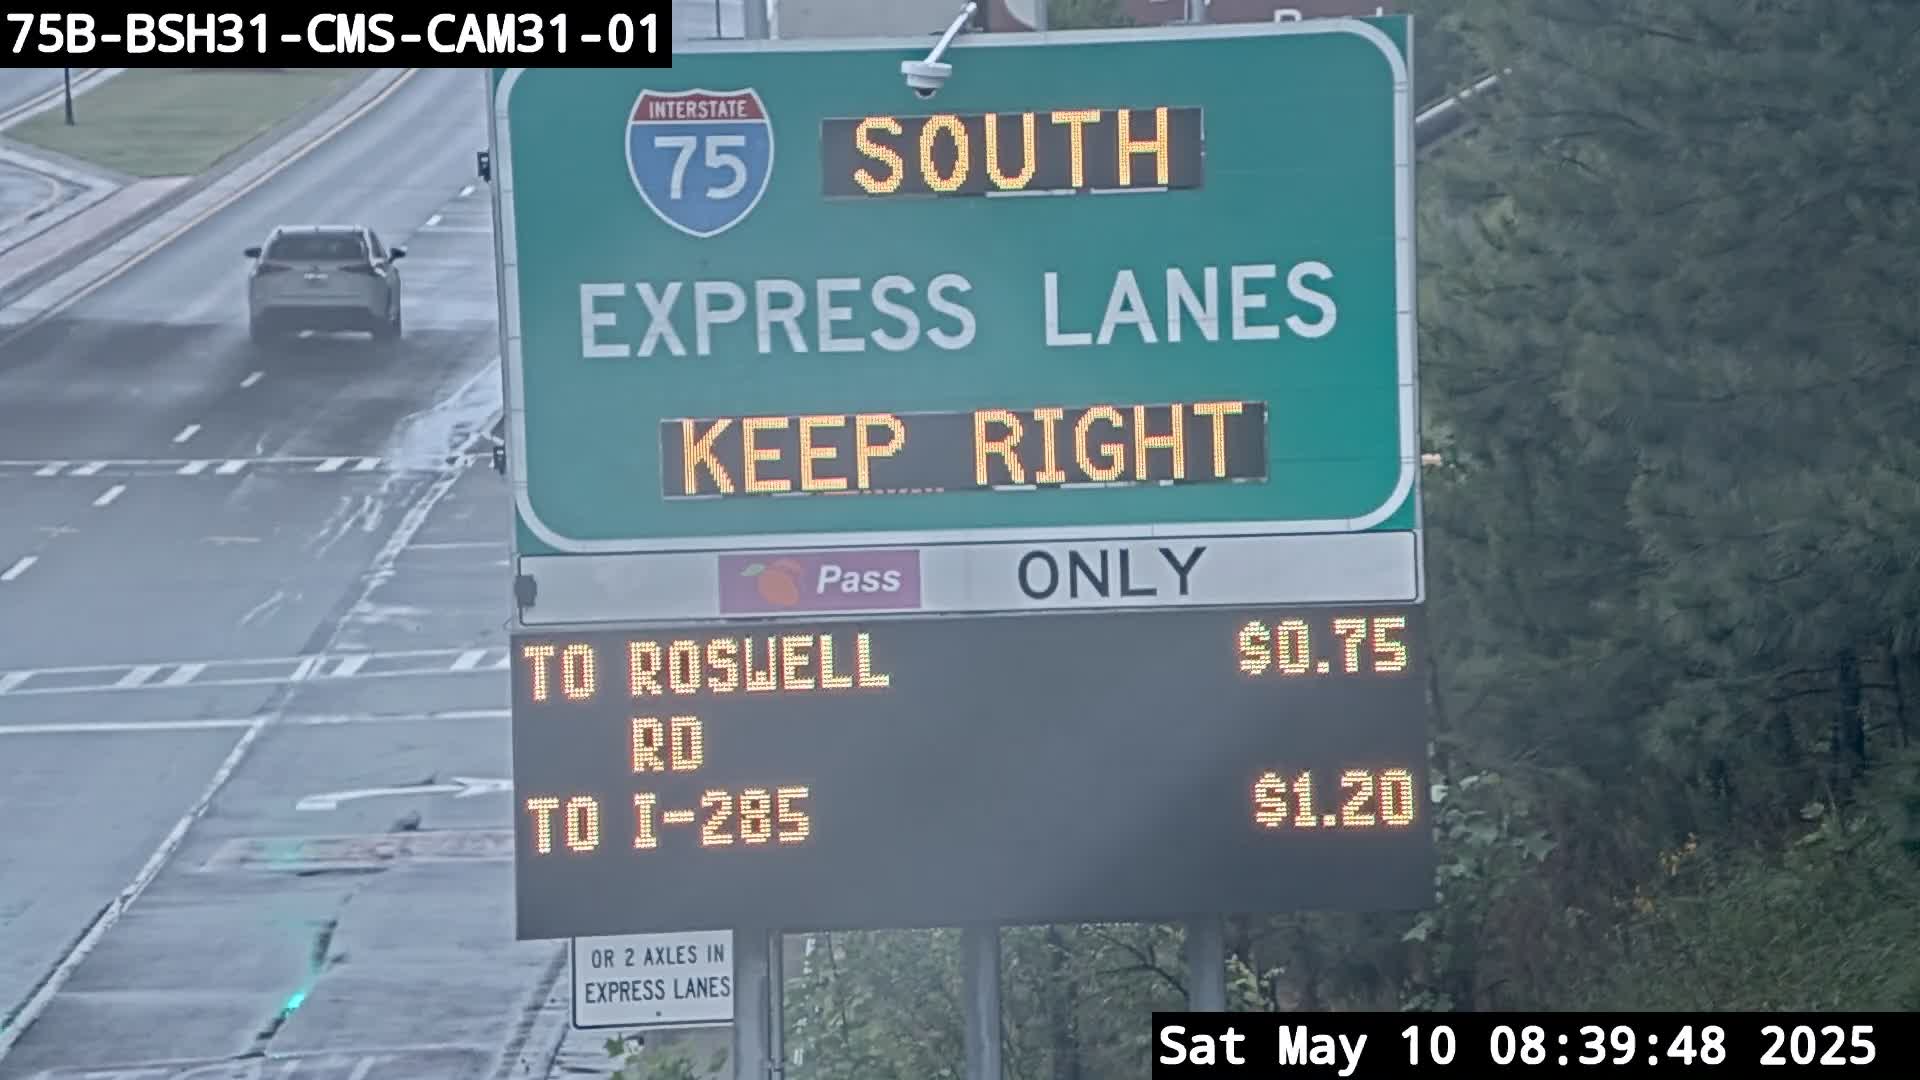 75B-BSH31-CMS-CAM31-01
INTERSTATE
75
SOUTH
EXPRESS LANES
KEEP RIGHT
Pass ONLY
TO ROSWELL $0.75
RD
TO I-285 $1.20
OR 2 AXLES IN
EXPRESS LANES
Sat May 10 08:39:48 2025